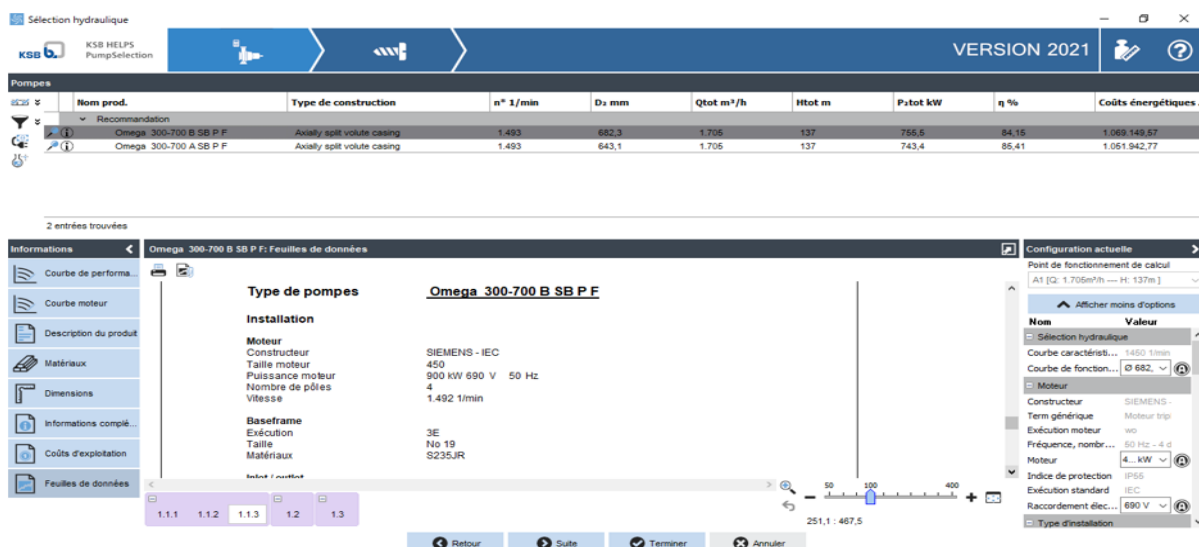 Sélection hydraulique
KSB b. KSB HELPS PumpSelection VERSION 2021
Pompes
Nom prod. Type de construction n* 1/min D₂ mm Qtot m³/h Htot m P₂tot kW η % Coûts énergétiques
Recommandation
Omega 300-700 B SB P F Axially split volute casing 1.493 682,3 1.705 137 755,5 84,15 1.069.149,57
Omega 300-700 A SB P F Axially split volute casing 1.493 643,1 1.705 137 743,4 85,41 1.051.942,77
2 entrées trouvées
Informations
Courbe de performa...
Courbe moteur
Description du produit
Matériaux
Dimensions
Informations complé...
Coûts d'exploitation
Feuilles de données
Omega 300-700 B SB P F: Feuilles de données
Type de pompes Omega 300-700 B SB P F
Installation
Moteur
Constructeur SIEMENS - IEC
Taille moteur 450
Puissance moteur 900 kW 690 V 50 Hz
Nombre de pôles 4
Vitesse 1.492 1/min
Baseframe
Exécution 3E
Taille No 19
Matériaux S235JR
Inlet / outlet
1.1.1 1.1.2 1.1.3 1.2 1.3
50 100 400
251,1 : 467,5
Configuration actuelle
Point de fonctionnement de calcul
A1 [Q: 1.705m³/h --- H: 137m ]
Afficher moins d'options
Nom Valeur
Sélection hydraulique
Courbe caractéristi... 1450 1/min
Courbe de fonction... Ø 682,
Moteur
Constructeur SIEMENS -
Term générique Moteur trip
Exécution moteur wo
Fréquence, nombr... 50 Hz - 4 d
Moteur 4... kW
Indice de protection IP55
Exécution standard IEC
Raccordement élec... 690 V
Type d'installation
Retour Suite Terminer Annuler